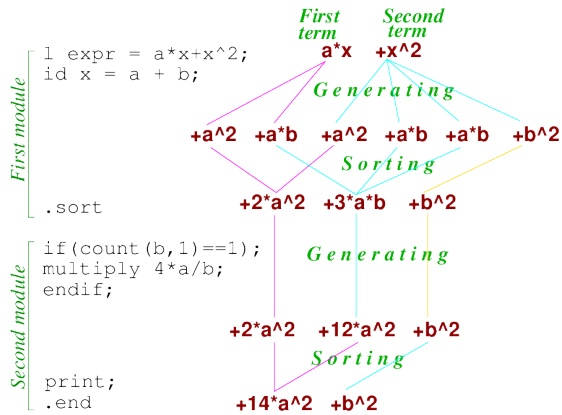 First Second
term term
l expr = a*x+x^2; a*x +x^2
id x = a + b;
Generating
First module
+a^2 +a*b +a^2 +a*b +a*b +b^2
Sorting
.sort +2*a^2 +3*a*b +b^2
if(count(b,1)==1); Generating
multiply 4*a/b;
endif;
Second module
+2*a^2 +12*a^2 +b^2
Sorting
print;
.end +14*a^2 +b^2